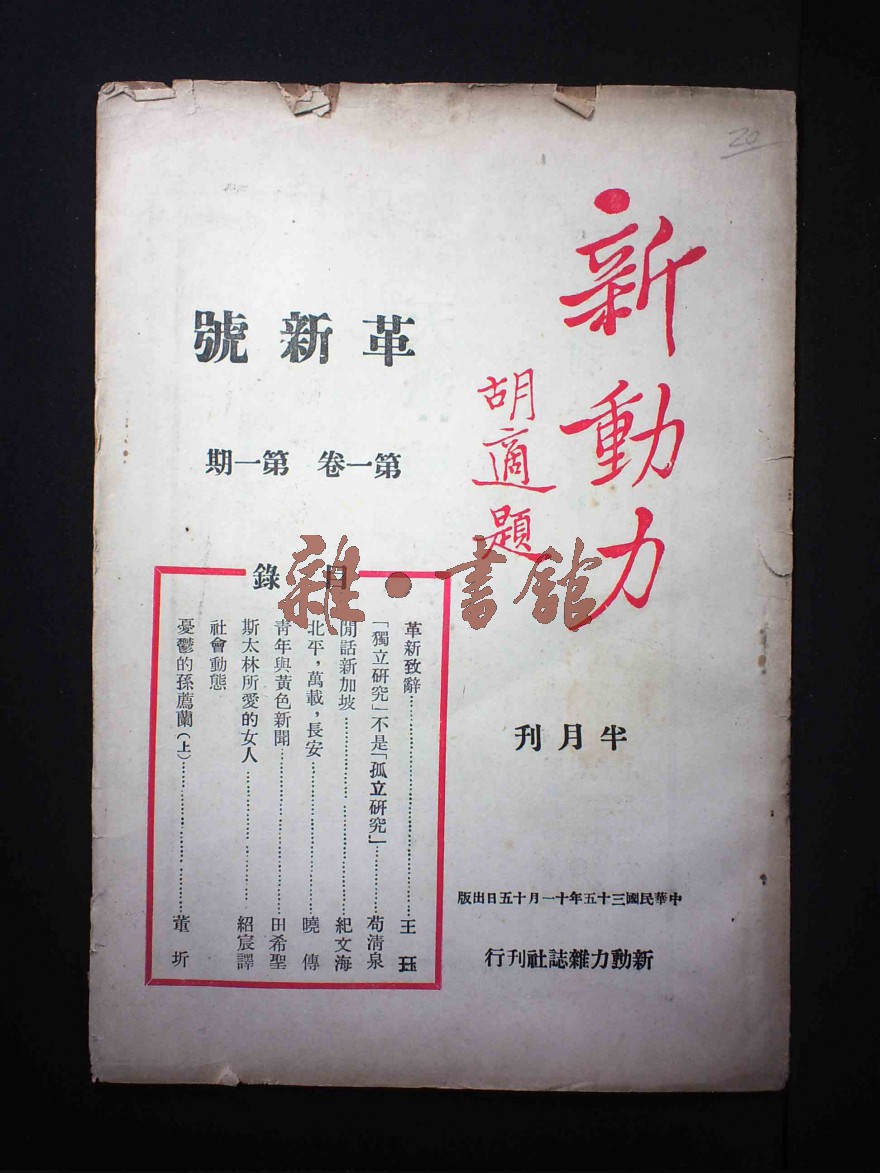 20
新動力
胡適題
革新號
第一卷 第一期
半月刊
中華民國三十五年十一月十五日出版
新動力雜誌社刊行
目錄
革新致辭……王珏
「獨立研究」不是「孤立研究」……苟清泉
閒話新加坡……紀文海
北平，萬載，長安……曉傳
青年與黃色新聞……田希聖
斯太林所愛的女人……紹宸譯
社會動態
憂鬱的孫薦蘭（上）……董圻
雜·書館